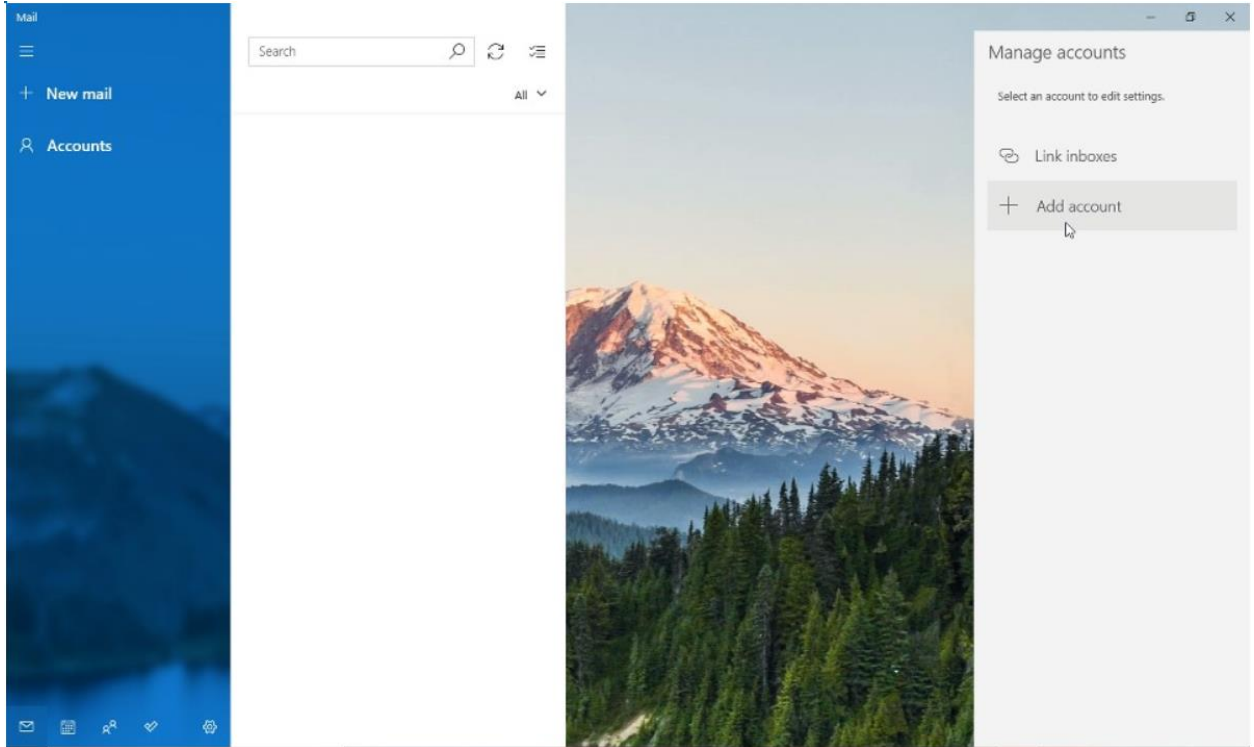 Mail
New mail
Accounts
Search
All
Manage accounts
Select an account to edit settings.
Link inboxes
Add account